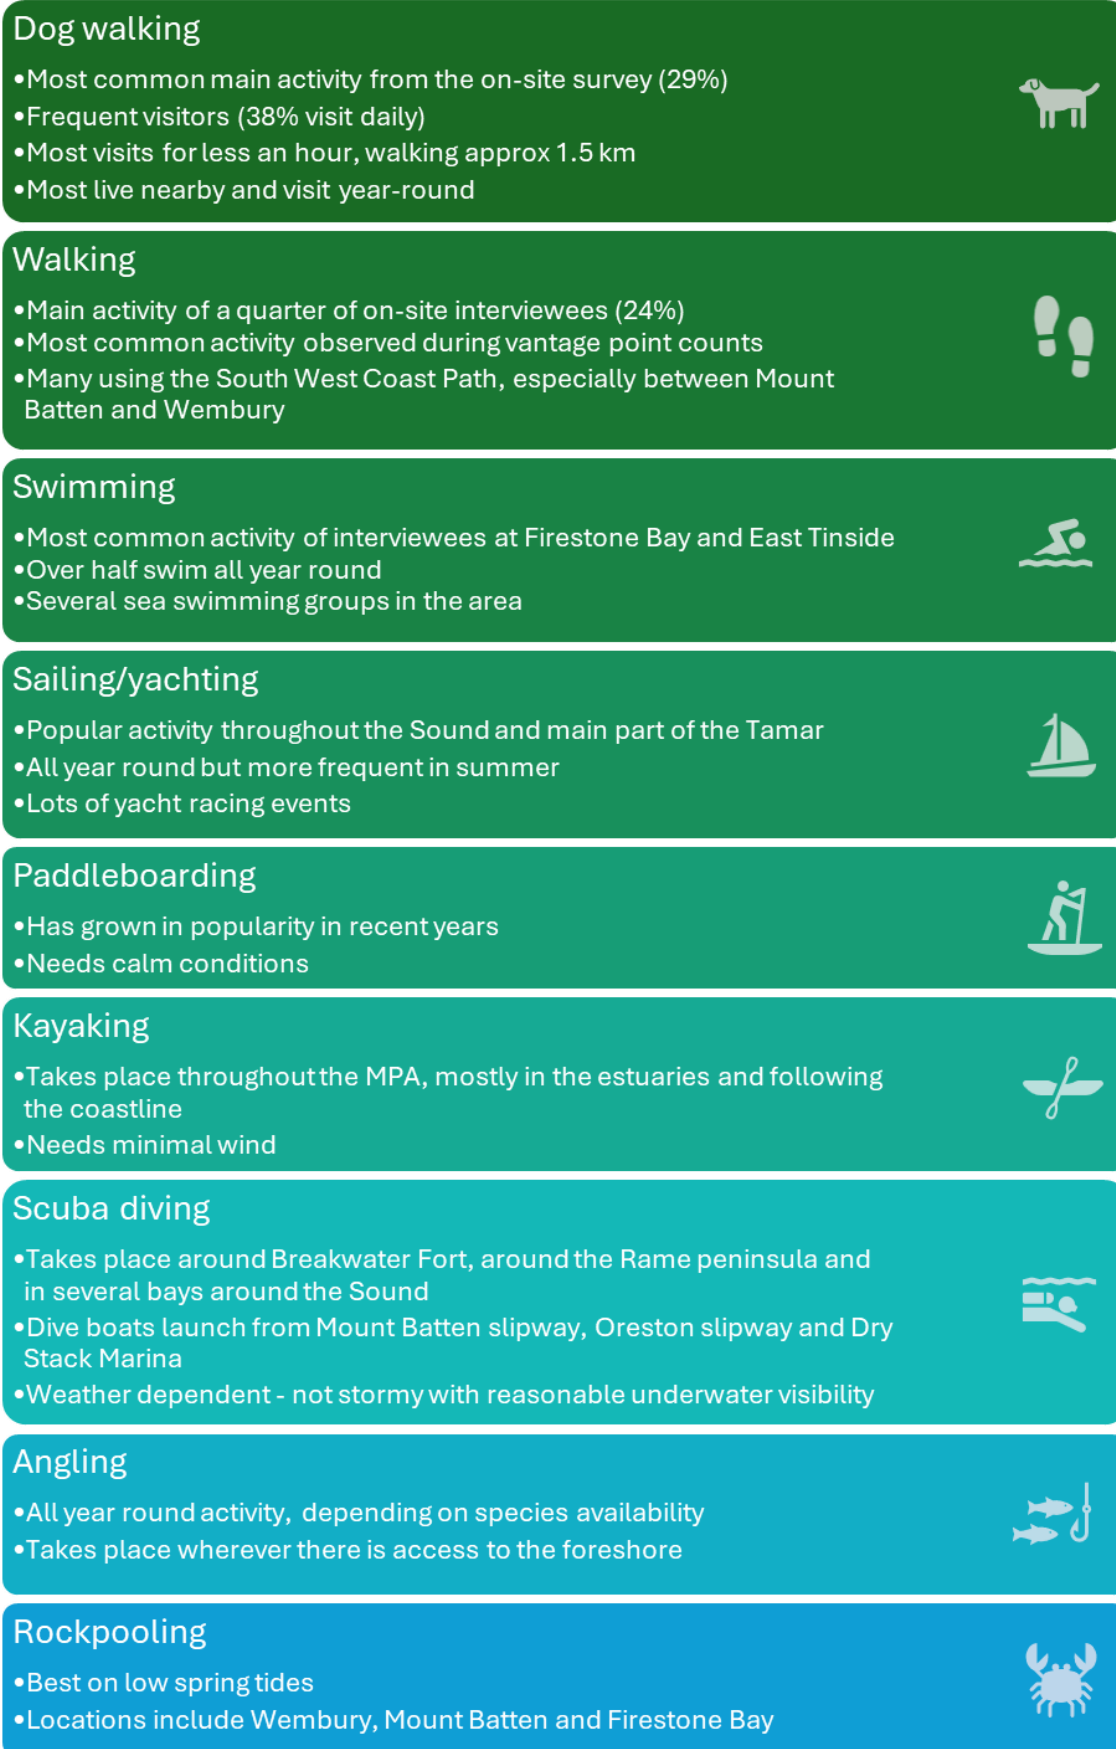 Dog walking
•Most common main activity from the on-site survey (29%)
•Frequent visitors (38% visit daily)
•Most visits for less an hour, walking approx 1.5 km
•Most live nearby and visit year-round
Walking
•Main activity of a quarter of on-site interviewees (24%)
•Most common activity observed during vantage point counts
•Many using the South West Coast Path, especially between Mount
Batten and Wembury
Swimming
•Most common activity of interviewees at Firestone Bay and East Tinside
•Over half swim all year round
•Several sea swimming groups in the area
Sailing/yachting
•Popular activity throughout the Sound and main part of the Tamar
•All year round but more frequent in summer
•Lots of yacht racing events
Paddleboarding
•Has grown in popularity in recent years
•Needs calm conditions
Kayaking
•Takes place throughout the MPA, mostly in the estuaries and following
the coastline
•Needs minimal wind
Scuba diving
•Takes place around Breakwater Fort, around the Rame peninsula and
in several bays around the Sound
•Dive boats launch from Mount Batten slipway, Oreston slipway and Dry
Stack Marina
•Weather dependent - not stormy with reasonable underwater visibility
Angling
•All year round activity, depending on species availability
•Takes place wherever there is access to the foreshore
Rockpooling
•Best on low spring tides
•Locations include Wembury, Mount Batten and Firestone Bay